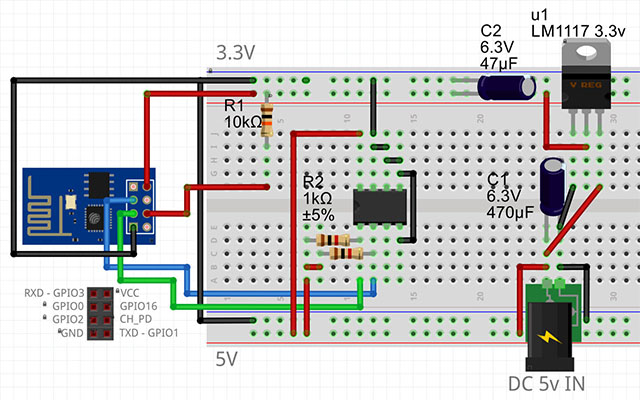 3.3V
C2
6.3V
47µF
u1
LM1117 3.3v
V REG
R1
10kΩ
R2
1kΩ
±5%
C1
6.3V
470µF
RXD - GPIO3
VCC
GPIO0
GPIO16
GPIO2
CH_PD
GND
TXD - GPIO1
5V
DC 5v IN